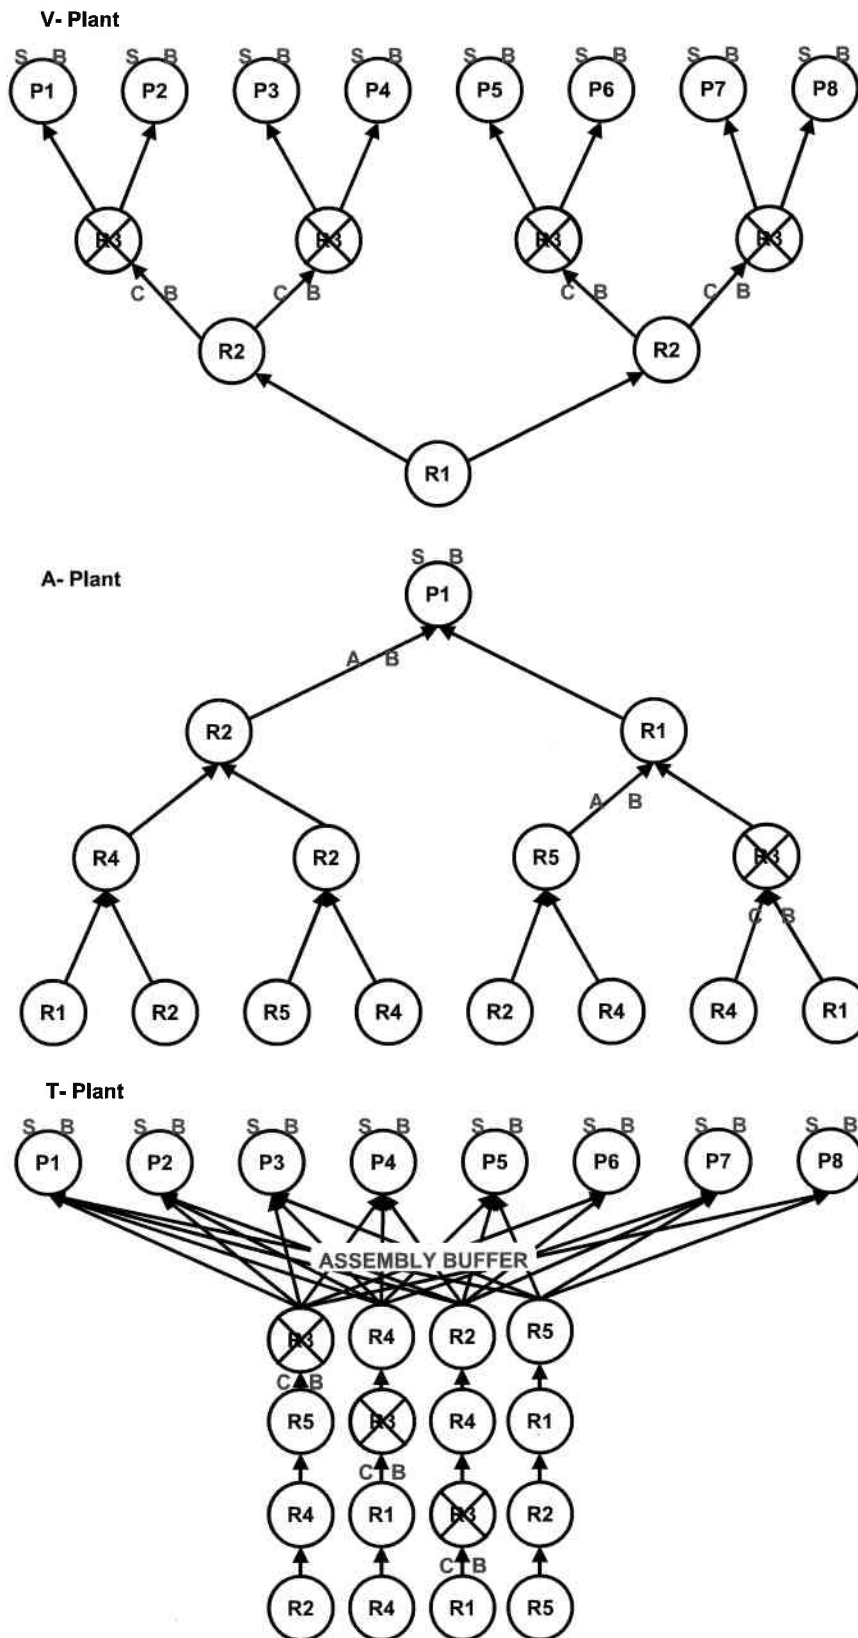 V- Plant
S B S B S B S B S B S B S B S B
P1 P2 P3 P4 P5 P6 P7 P8
R3 R3 R3 R3
C B C B C B C B
R2 R2
R1
A- Plant
S B
P1
A B
R2 R1
A B
R4 R2 R5 R3
C B
R1 R2 R5 R4 R2 R4 R4 R1
T- Plant
S B S B S B S B S B S B S B S B
P1 P2 P3 P4 P5 P6 P7 P8
ASSEMBLY BUFFER
R3 R4 R2 R5
C B
R5 R3 R4 R1
C B
R4 R1 R3 R2
C B
R2 R4 R1 R5